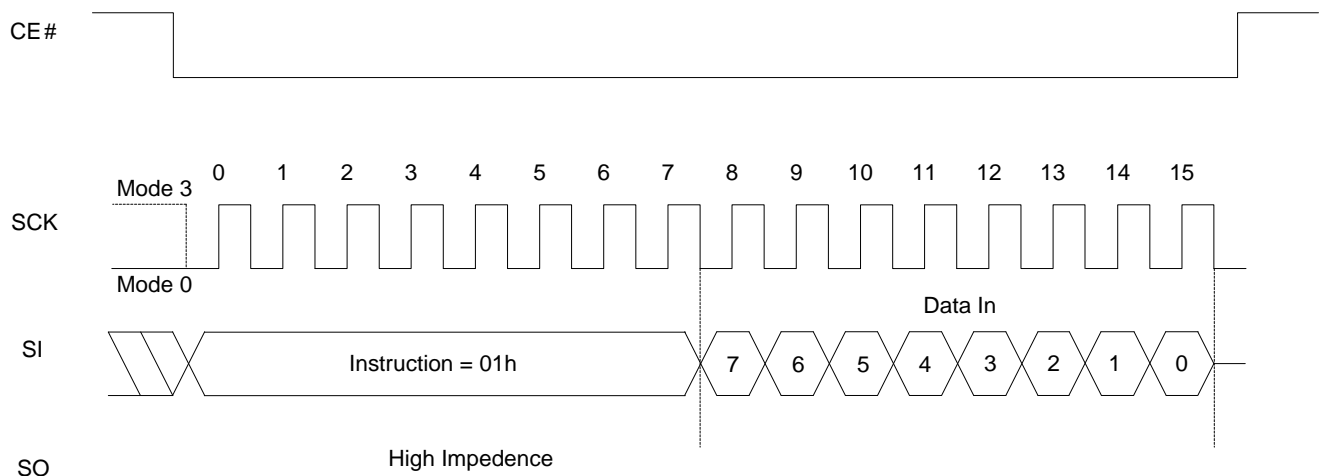 CE#
0 1 2 3 4 5 6 7 8 9 10 11 12 13 14 15
Mode 3
SCK
Mode 0
Data In
SI
Instruction = 01h
7 6 5 4 3 2 1 0
High Impedence
SO